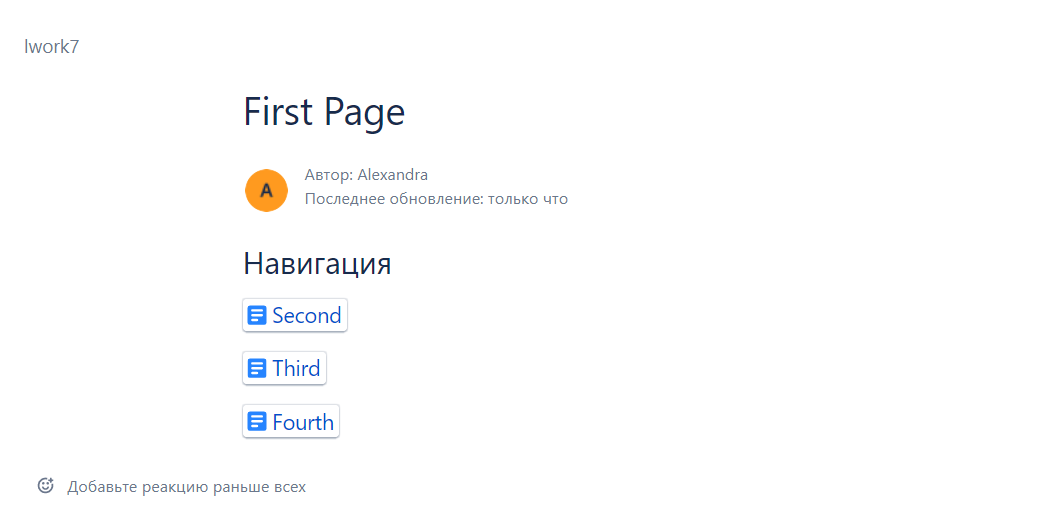 lwork7
First Page
A
Автор: Alexandra
Последнее обновление: только что
Навигация
Second
Third
Fourth
Добавьте реакцию раньше всех